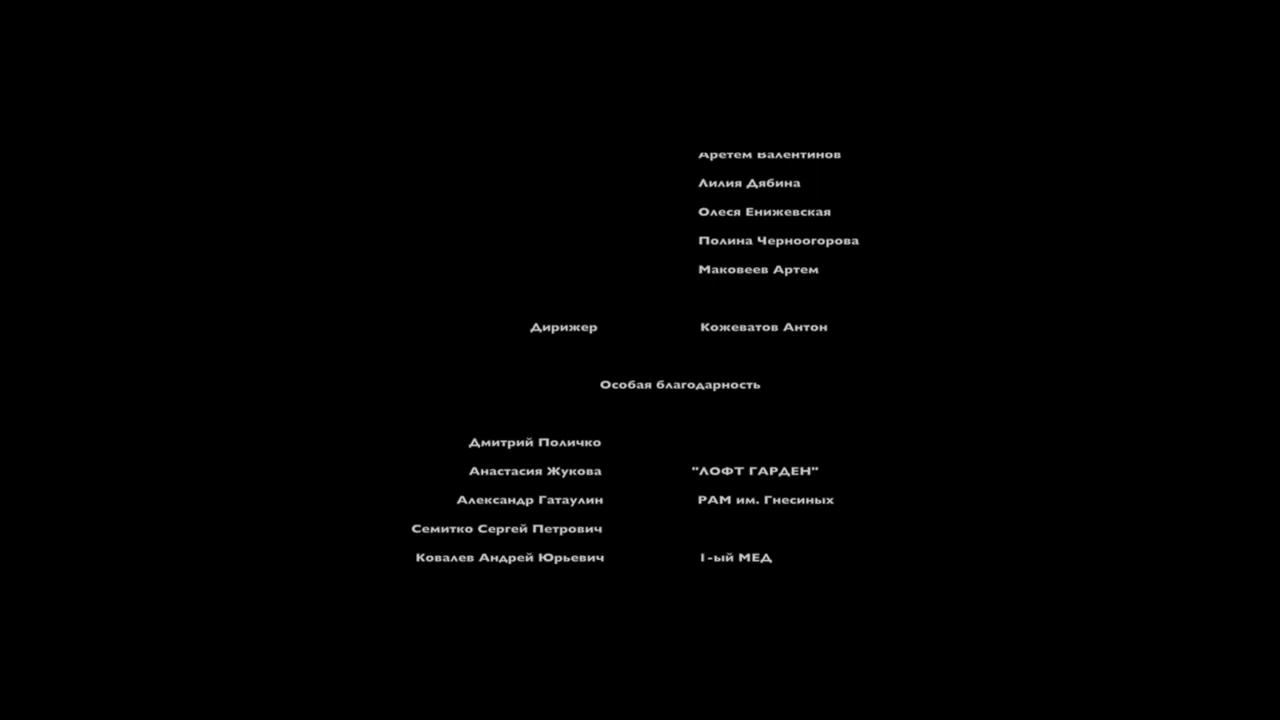 Аретем Валентинов
Лилия Дябина
Олеся Енижевская
Полина Черноогорова
Маковеев Артем
Дирижер Кожеватов Антон
Особая благодарность
Дмитрий Поличко
Анастасия Жукова "ЛОФТ ГАРДЕН"
Александр Гатаулин РАМ им. Гнесиных
Семитко Сергей Петрович
Ковалев Андрей Юрьевич 1-ый МЕД